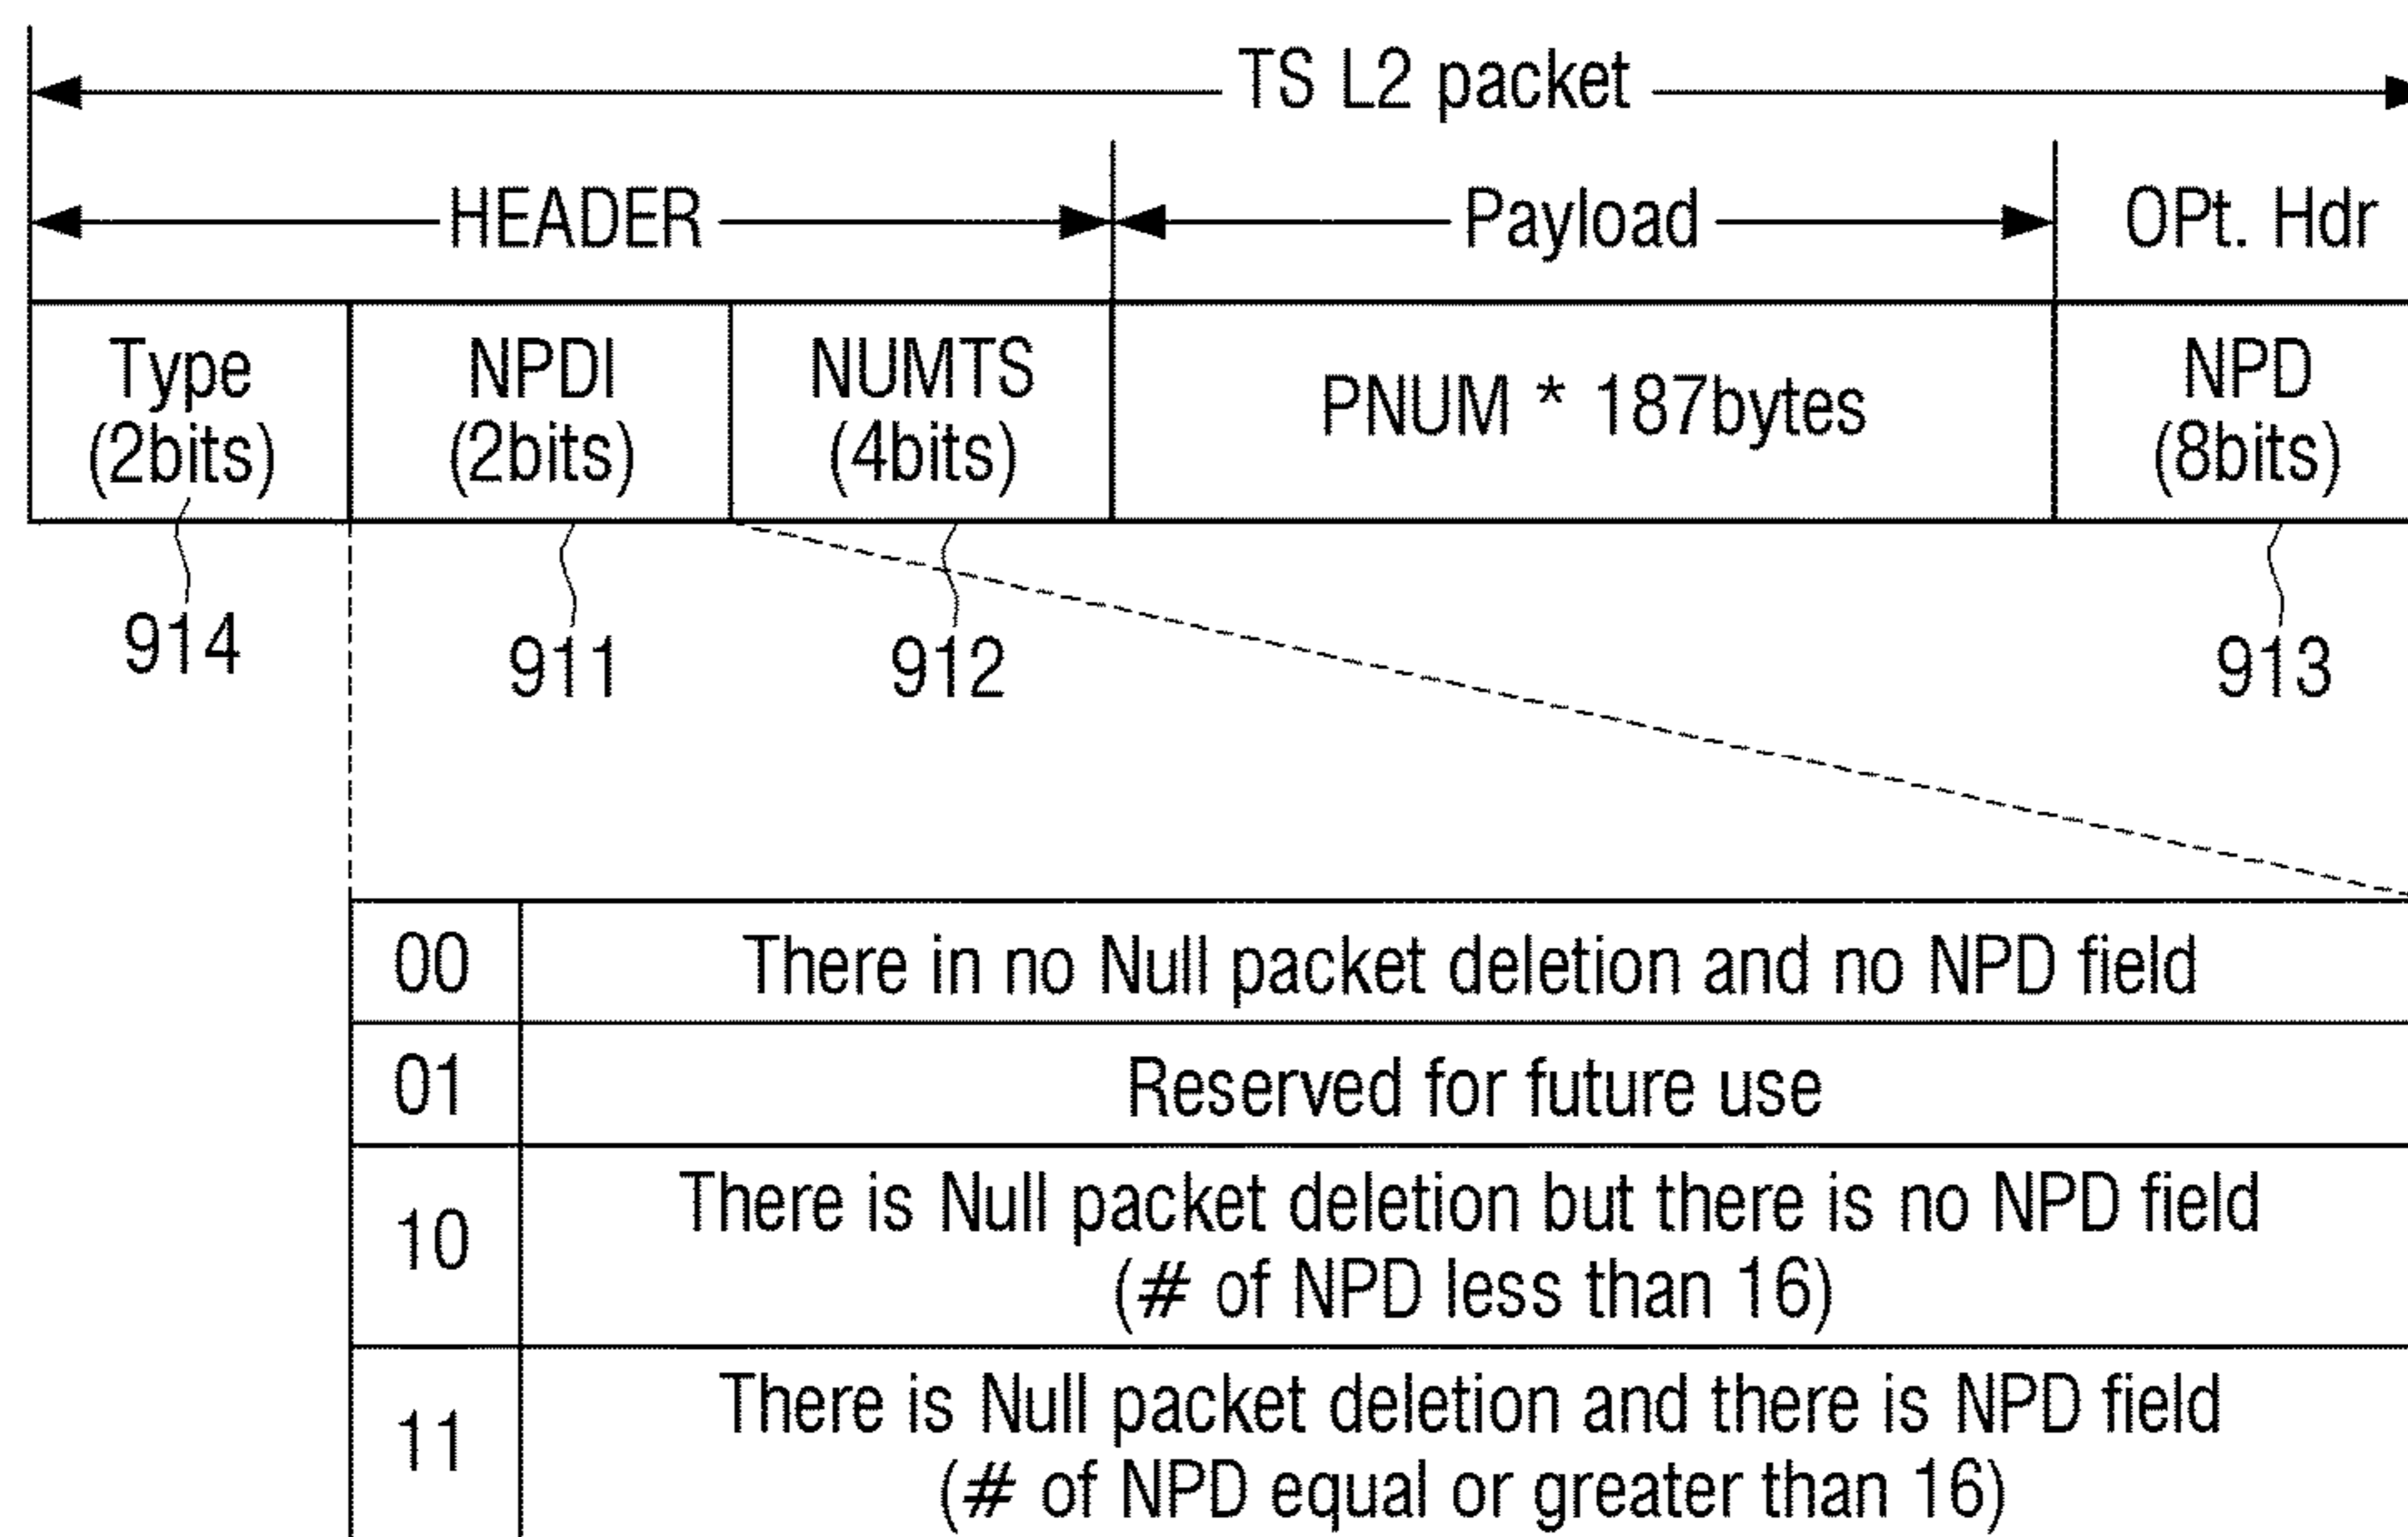 TS L2 packet
HEADER
Payload
OPt. Hdr
Type
(2bits)
NPDI
(2bits)
NUMTS
(4bits)
PNUM * 187bytes
NPD
(8bits)
914
911
912
913
00
There in no Null packet deletion and no NPD field
01
Reserved for future use
10
There is Null packet deletion but there is no NPD field
(# of NPD less than 16)
11
There is Null packet deletion and there is NPD field
(# of NPD equal or greater than 16)